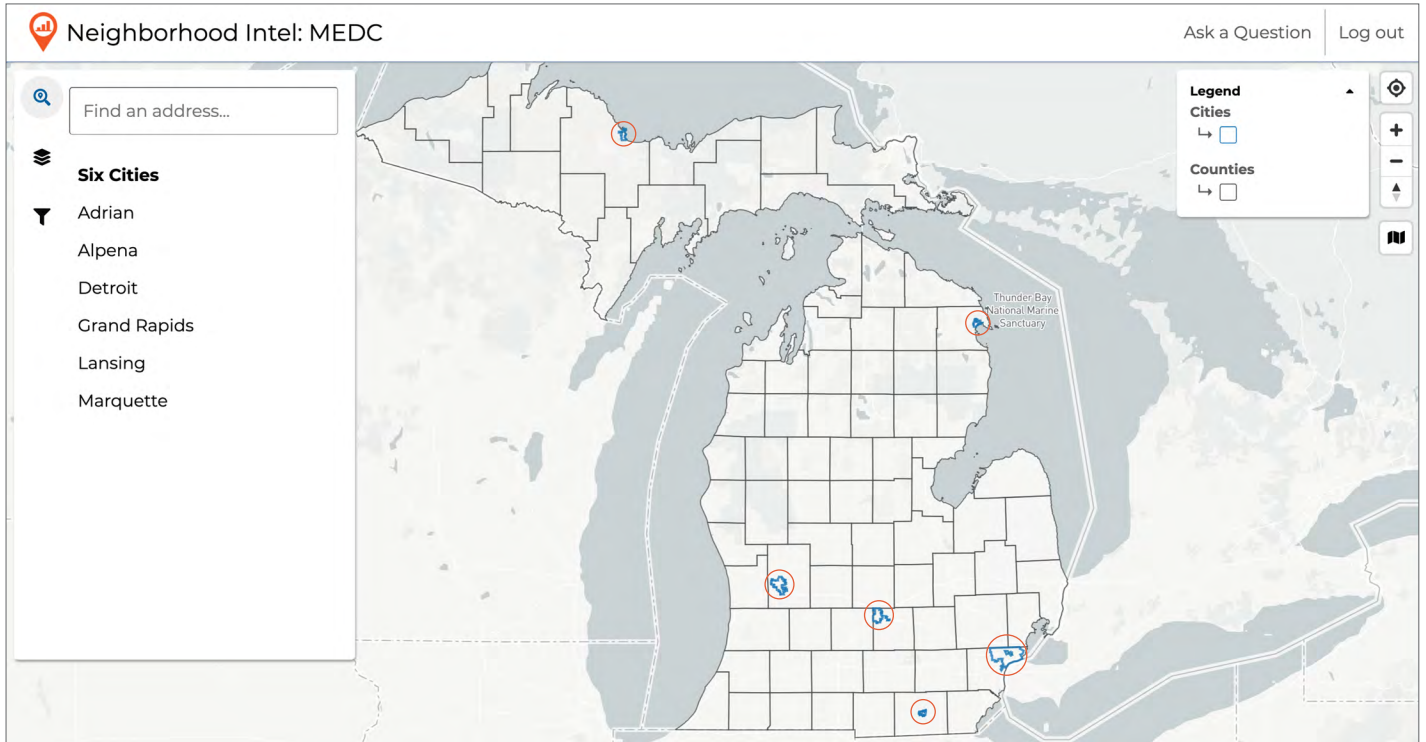 Neighborhood Intel: MEDC
Ask a Question
Log out
Find an address...
Six Cities
Adrian
Alpena
Detroit
Grand Rapids
Lansing
Marquette
Legend
Cities
Counties
Thunder Bay
National Marine
Sanctuary